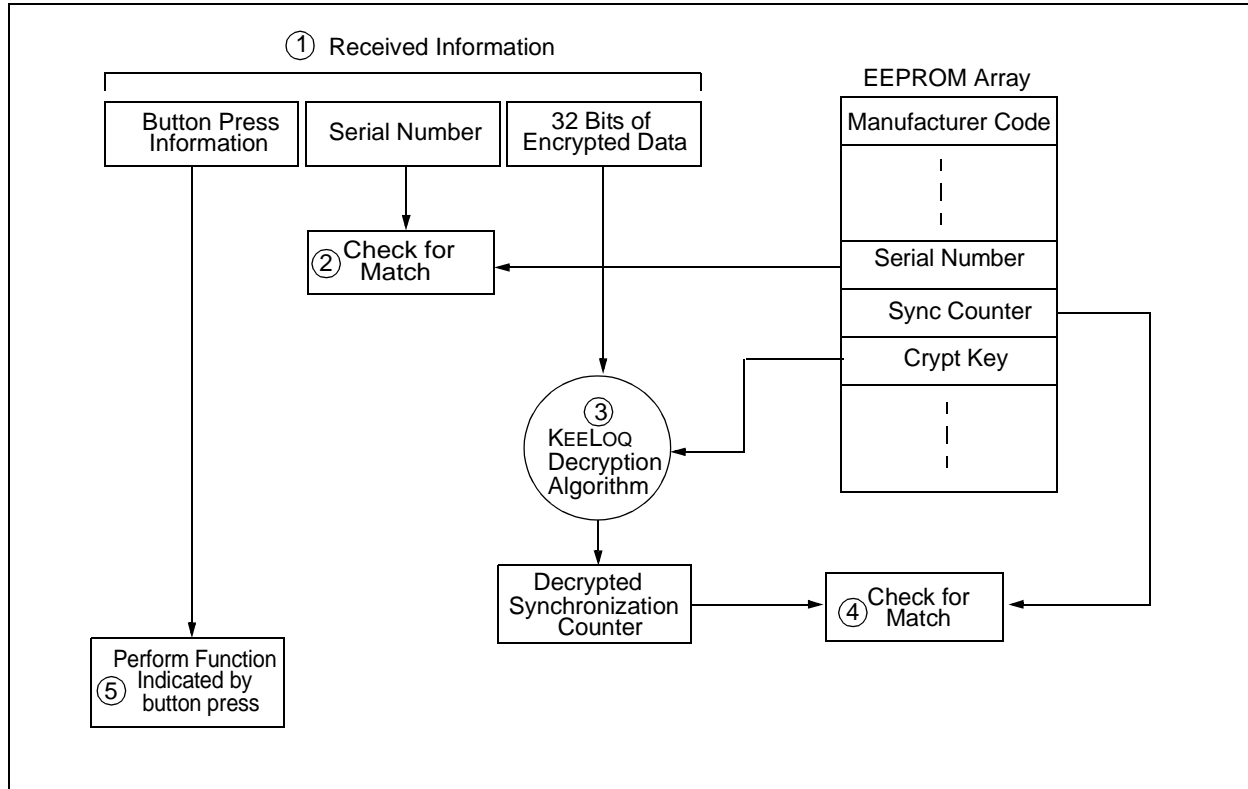 1 Received Information
Button Press
Information
Serial Number
32 Bits of
Encrypted Data
EEPROM Array
Manufacturer Code
Serial Number
Sync Counter
Crypt Key
2 Check for
Match
3
KEELOQ
Decryption
Algorithm
Decrypted
Synchronization
Counter
4 Check for
Match
Perform Function
5 Indicated by
button press